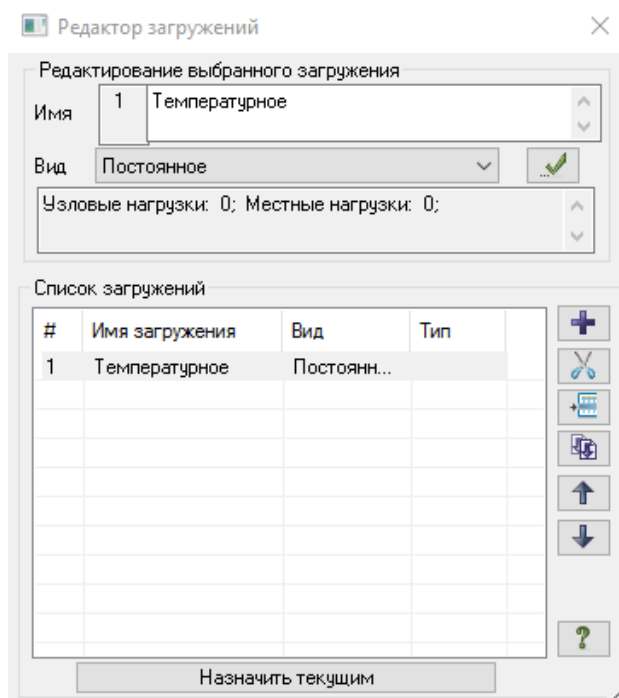 Редактор загружений
Редактирование выбранного загружения
Имя 1 Температурное
Вид Постоянное
Узловые нагрузки: 0; Местные нагрузки: 0;
Список загружений
# Имя загружения Вид Тип
1 Температурное Постоянн...
?
Назначить текущим